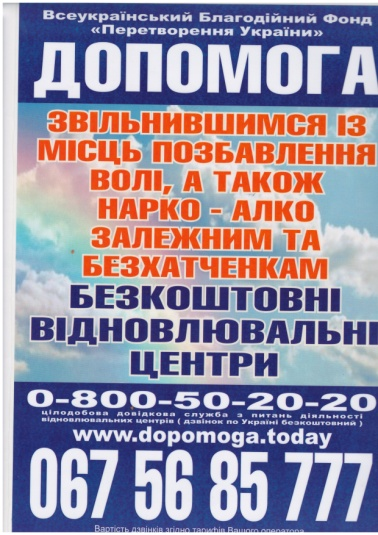 Всеукраїнський Благодійний Фонд
«Перетворення України»
ДОПОМОГА
ЗВІЛЬНИВШИМСЯ ІЗ
МІСЦЬ ПОЗБАВЛЕННЯ
ВОЛІ, А ТАКОЖ
НАРКО - АЛКО
ЗАЛЕЖНИМ ТА
БЕЗХАТЧЕНКАМ
БЕЗКОШТОВНІ
ВІДНОВЛЮВАЛЬНІ
ЦЕНТРИ
0-800-50-20-20
цілодобова довідкова служба з питань діяльності
відновлювальних центрів ( дзвінок по Україні безкоштовний )
www.dopomoga.today
067 56 85 777
Вартість дзвінків згідно тарифів Вашого оператора